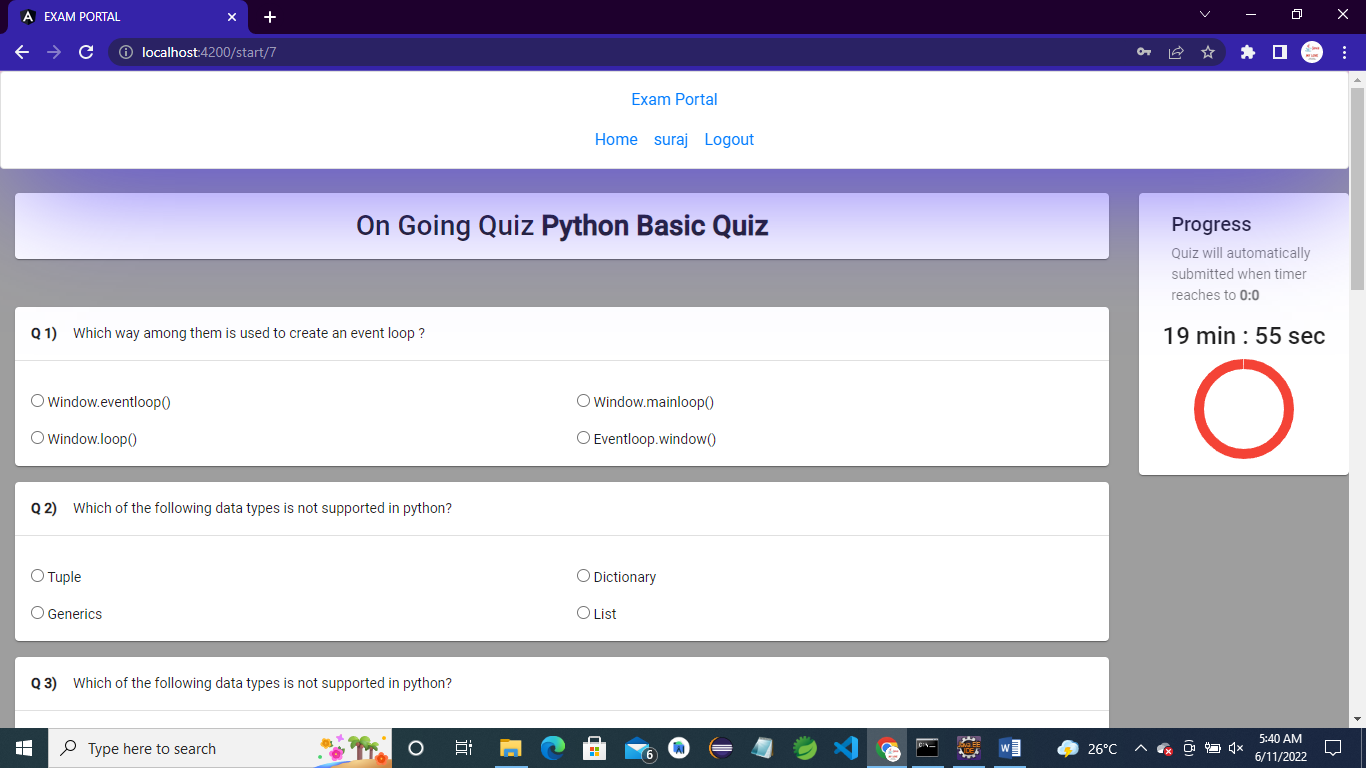 EXAM PORTAL
localhost:4200/start/7
Exam Portal
Home suraj Logout
On Going Quiz Python Basic Quiz
Progress
Quiz will automatically
submitted when timer
reaches to 0:0
19 min : 55 sec
Q 1) Which way among them is used to create an event loop ?
Window.eventloop() Window.mainloop()
Window.loop() Eventloop.window()
Q 2) Which of the following data types is not supported in python?
Tuple Dictionary
Generics List
Q 3) Which of the following data types is not supported in python?
Type here to search
6
26°C
5:40 AM
6/11/2022